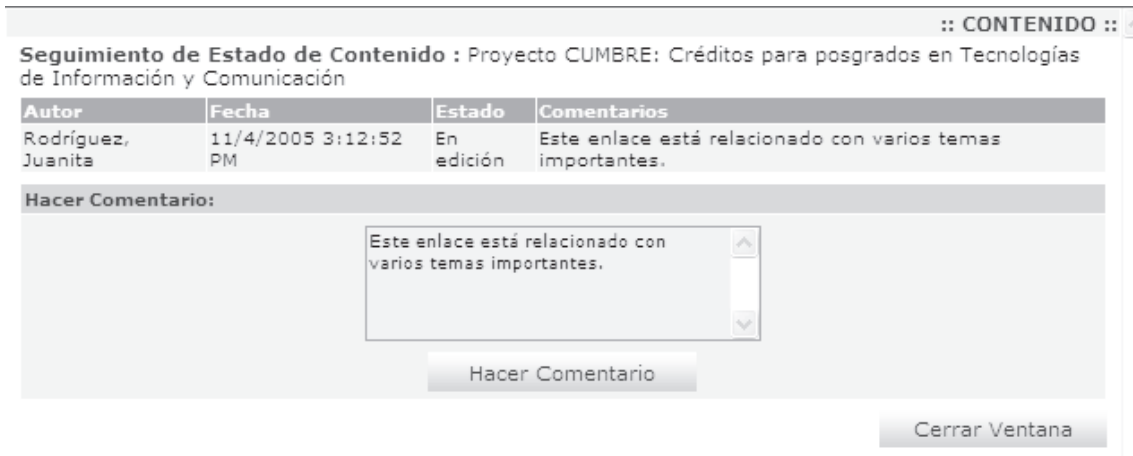 :: CONTENIDO ::
Seguimiento de Estado de Contenido : Proyecto CUMBRE: Créditos para posgrados en Tecnologías
de Información y Comunicación
Autor Fecha Estado Comentarios
Rodríguez, 11/4/2005 3:12:52 En Este enlace está relacionado con varios temas
Juanita PM edición importantes.
Hacer Comentario:
Este enlace está relacionado con
varios temas importantes.
Hacer Comentario
Cerrar Ventana